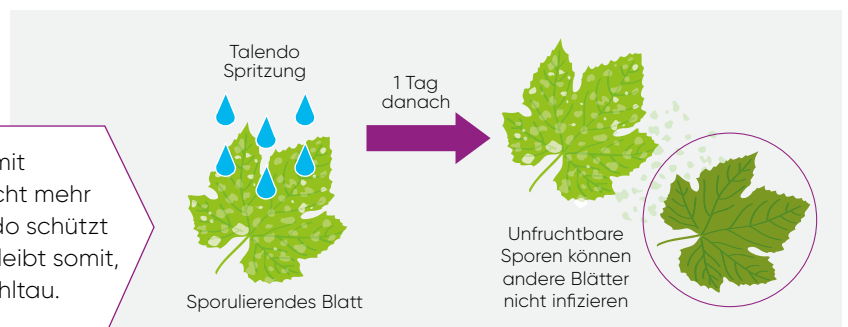 mit
cht mehr
do schützt
leibt somit,
hltau.
Talendo
Spritzung
Sporulierendes Blatt
1 Tag
danach
Unfruchtbare
Sporen können
andere Blätter
nicht infizieren